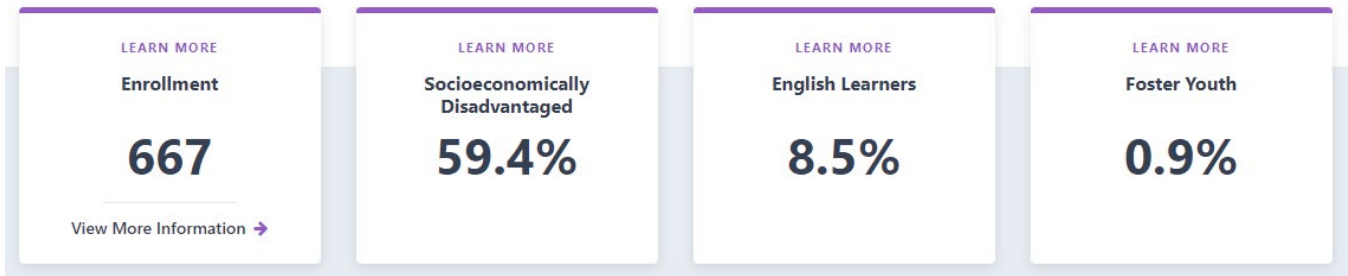 LEARN MORE
Enrollment
667
View More Information
LEARN MORE
Socioeconomically
Disadvantaged
59.4%
LEARN MORE
English Learners
8.5%
LEARN MORE
Foster Youth
0.9%